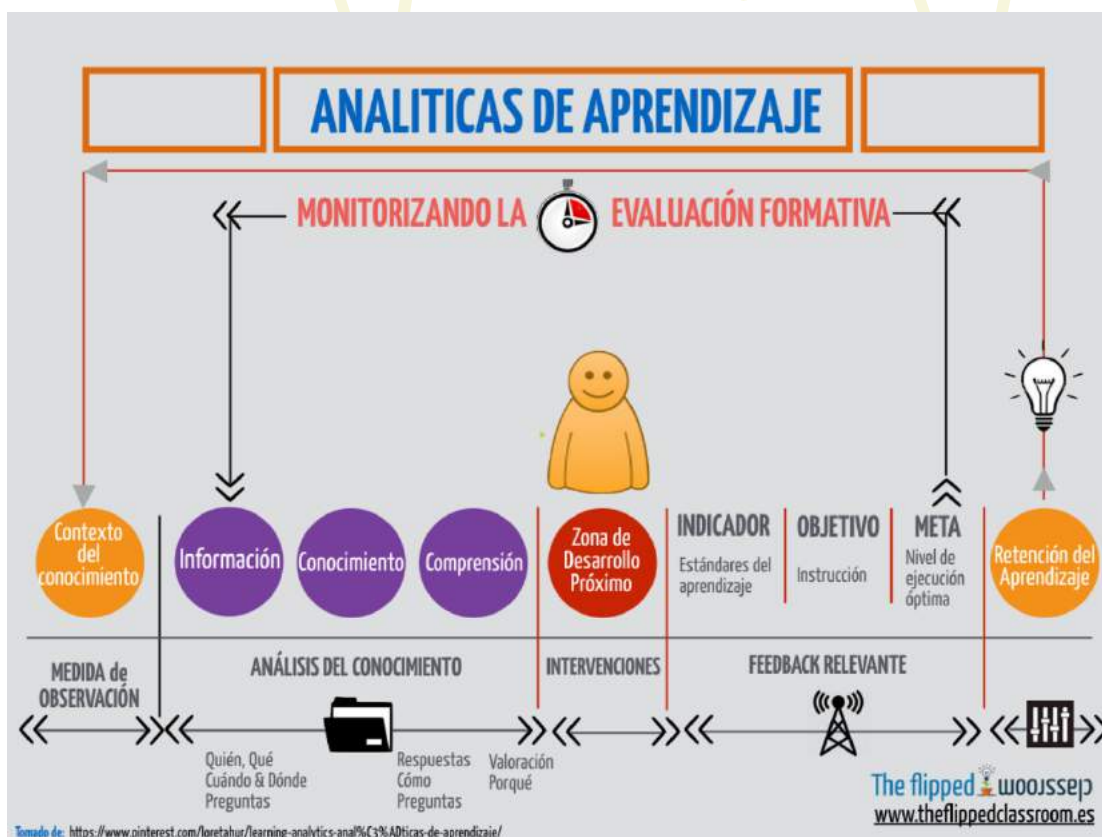 ANALITICAS DE APRENDIZAJE
MONITORIZANDO LA EVALUACIÓN FORMATIVA
Contexto
del
conocimiento
Información
Conocimiento
Comprensión
Zona de
Desarrollo
Próximo
INDICADOR
Estándares del
aprendizaje
OBJETIVO
Instrucción
META
Nivel de
ejecución
óptima
Retención del
Aprendizaje
MEDIDA de
OBSERVACIÓN
ANÁLISIS DEL CONOCIMIENTO
INTERVENCIONES
FEEDBACK RELEVANTE
Quién, Qué
Cuándo & Dónde
Preguntas
Respuestas
Cómo
Preguntas
Valoración
Porqué
The flipped classroom
www.theflippedclassroom.es
Tomado de: https://www.pinterest.com/loretahur/learning-analytics-anal%C3%ADticas-de-aprendizaje/